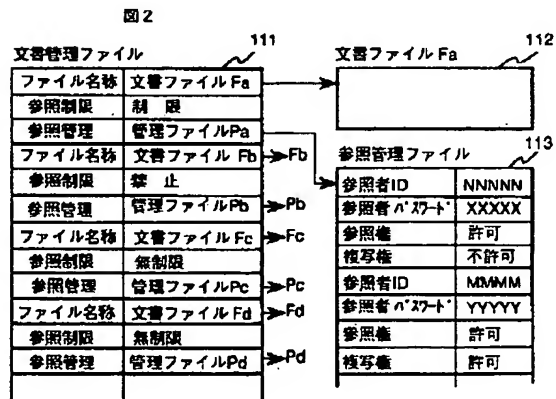 図2
文書管理ファイル 111
ファイル名称 文書ファイル Fa
参照制限 制 限
参照管理 管理ファイルPa
ファイル名称 文書ファイル Fb Fb
参照制限 禁 止
参照管理 管理ファイルPb Pb
ファイル名称 文書ファイル Fc Fc
参照制限 無制限
参照管理 管理ファイルPc Pc
ファイル名称 文書ファイル Fd Fd
参照制限 無制限
参照管理 管理ファイルPd Pd
文書ファイル Fa 112
参照管理ファイル 113
参照者ID NNNNN
参照者パスワード XXXXX
参照権 許可
複写権 不許可
参照者ID MMMM
参照者パスワード YYYYY
参照権 許可
複写権 許可